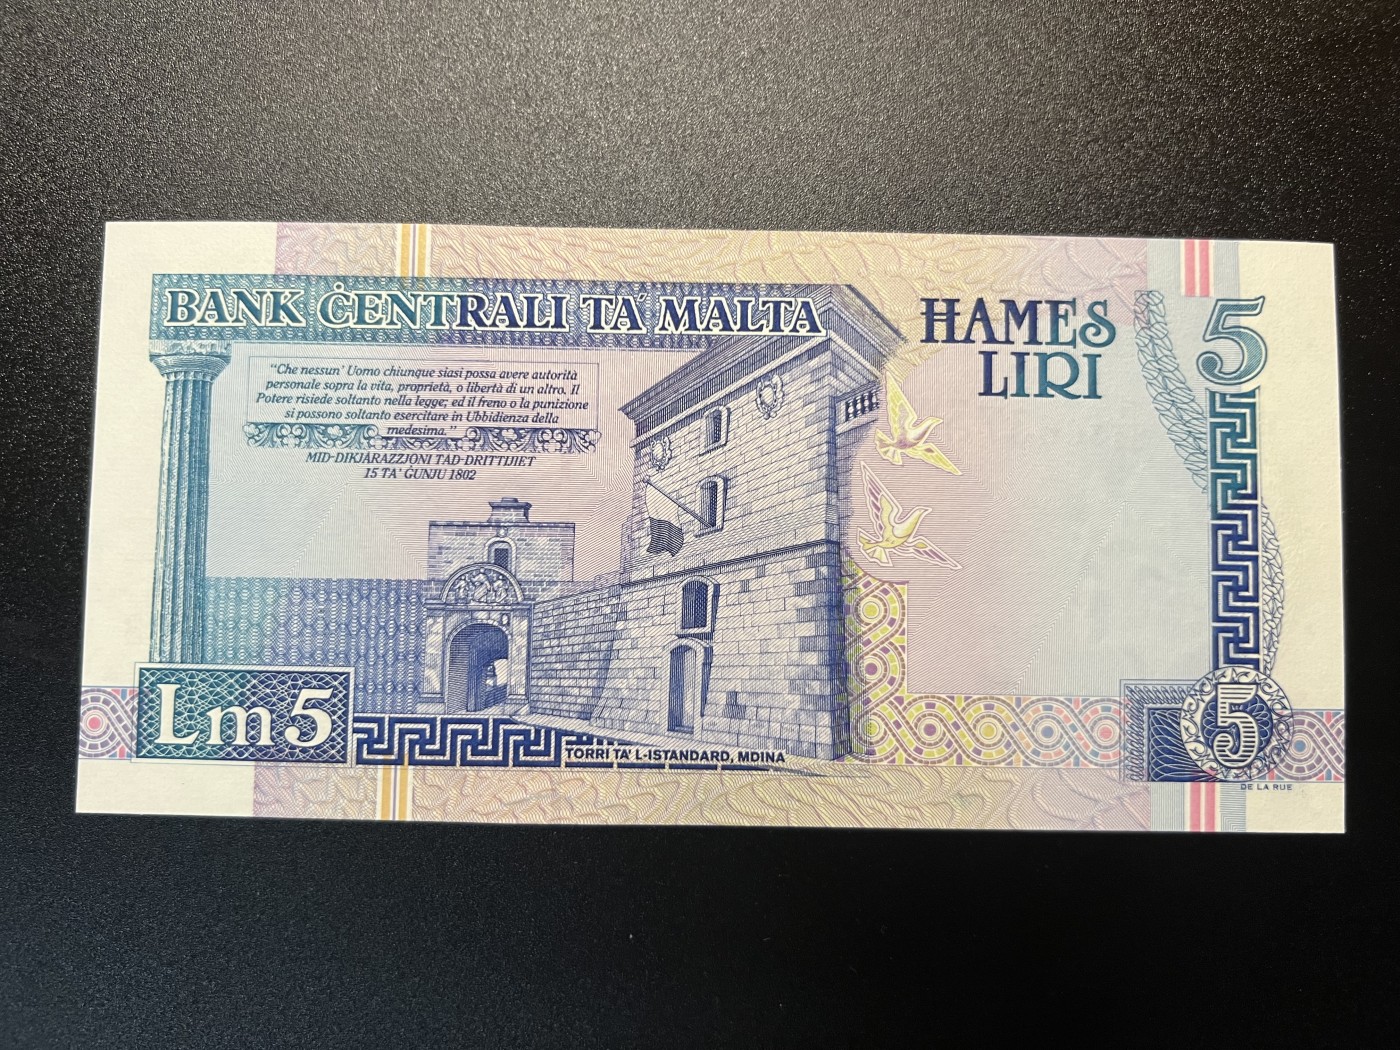 BANK ĊENTRALI TA' MALTA
ĦAMES
LIRI
5
"Che nessun' Uomo chiunque siasi possa avere autorità
personale sopra la vita, proprietà, o libertà di un altro. Il
Potere risiede soltanto nella legge; ed il freno o la punizione
si possono soltanto esercitare in Ubbidienza della
medesima."
MID-DIKJARAZZJONI TAD-DRITTIJIET
15 TA' ĠUNJU 1802
Lm5
TORRI TA' L-ISTANDARD, MDINA
5
DE LA RUE